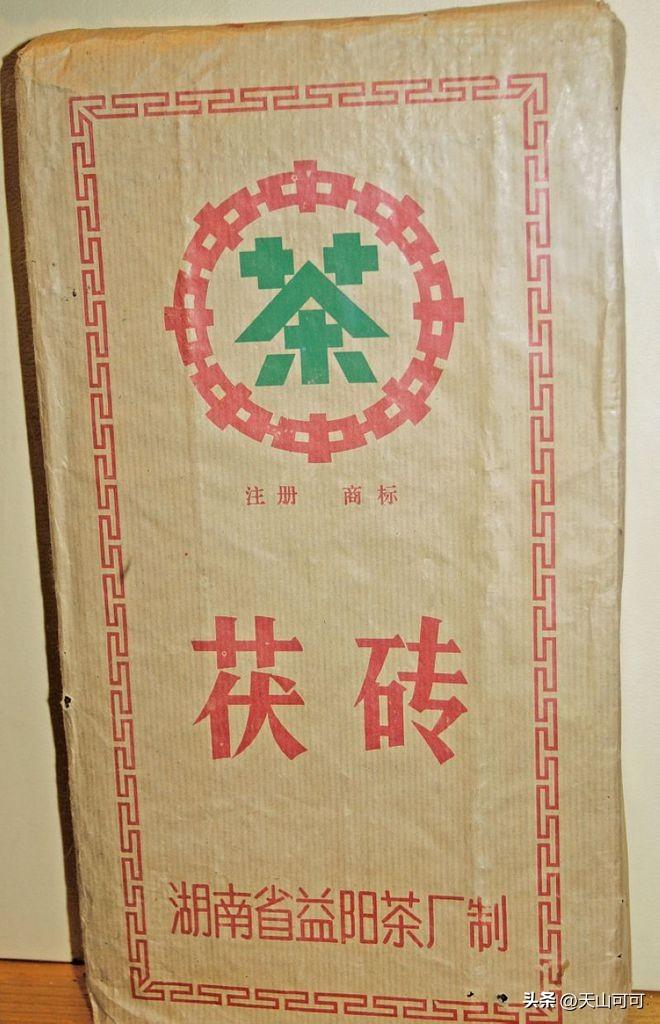 茶
注册 商标
茯砖
湖南省益阳茶厂制
头条 @天山可可